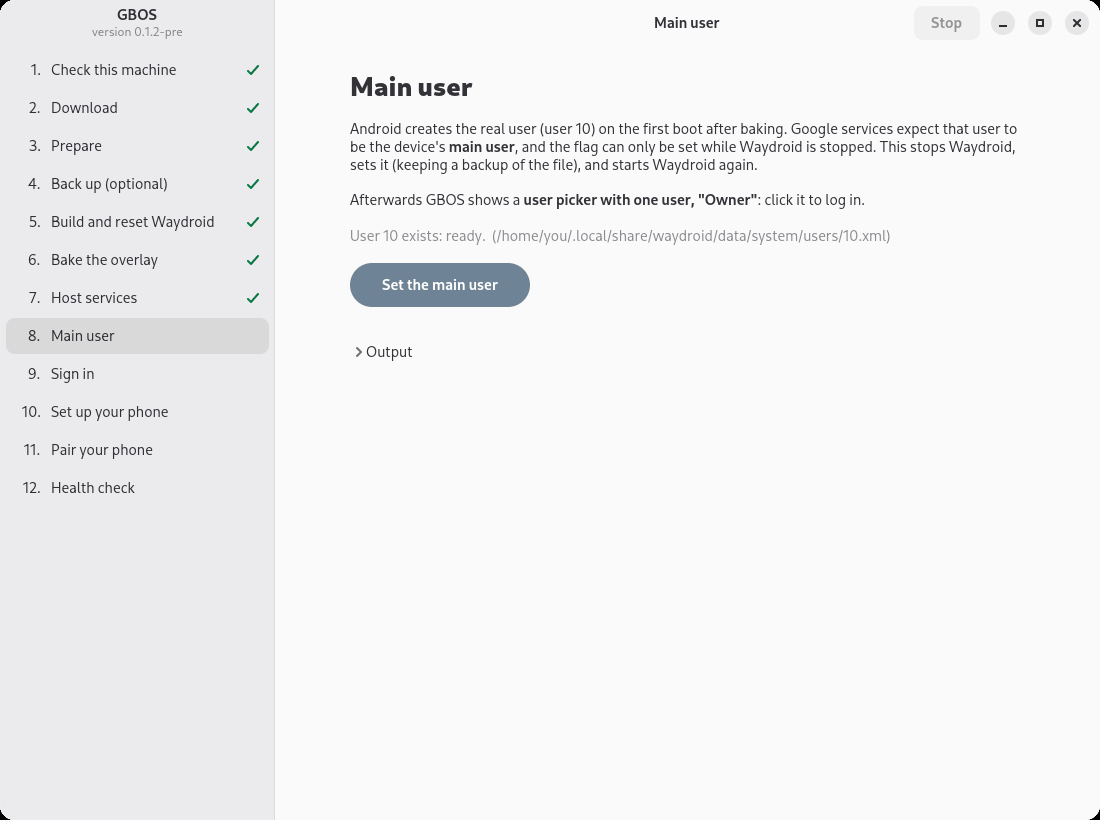 GBOS
version 0.1.2-pre
1. Check this machine
2. Download
3. Prepare
4. Back up (optional)
5. Build and reset Waydroid
6. Bake the overlay
7. Host services
8. Main user
9. Sign in
10. Set up your phone
11. Pair your phone
12. Health check
Main user
Stop
Main user
Android creates the real user (user 10) on the first boot after baking. Google services expect that user to
be the device's main user, and the flag can only be set while Waydroid is stopped. This stops Waydroid,
sets it (keeping a backup of the file), and starts Waydroid again.
Afterwards GBOS shows a user picker with one user, "Owner": click it to log in.
User 10 exists: ready. (/home/you/.local/share/waydroid/data/system/users/10.xml)
Set the main user
Output